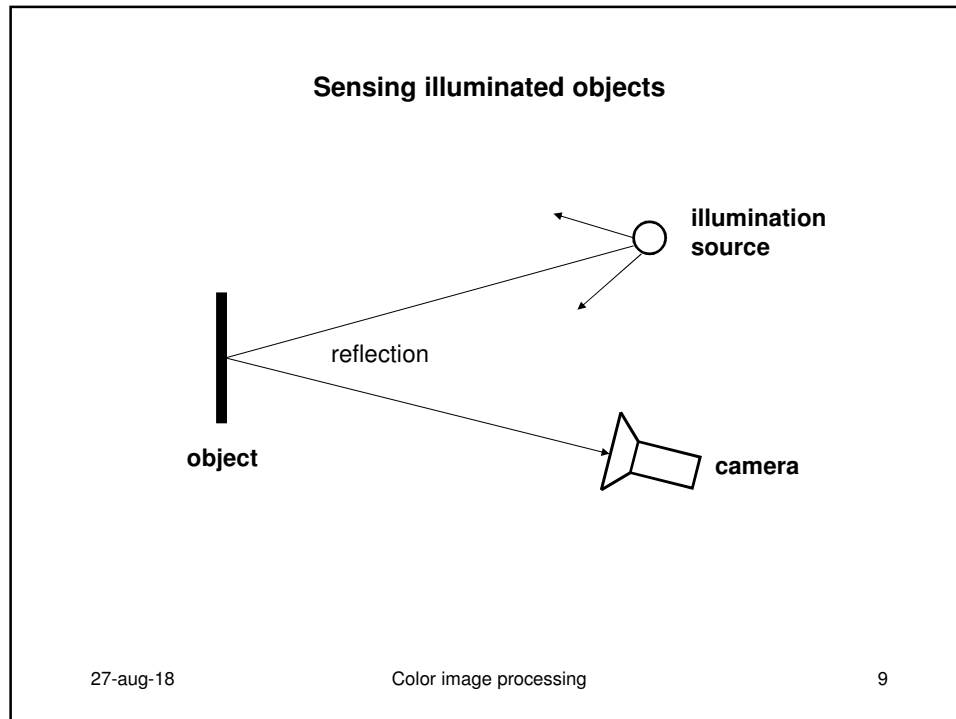 Sensing illuminated objects
illumination
source
reflection
object
camera
27-aug-18
Color image processing
9